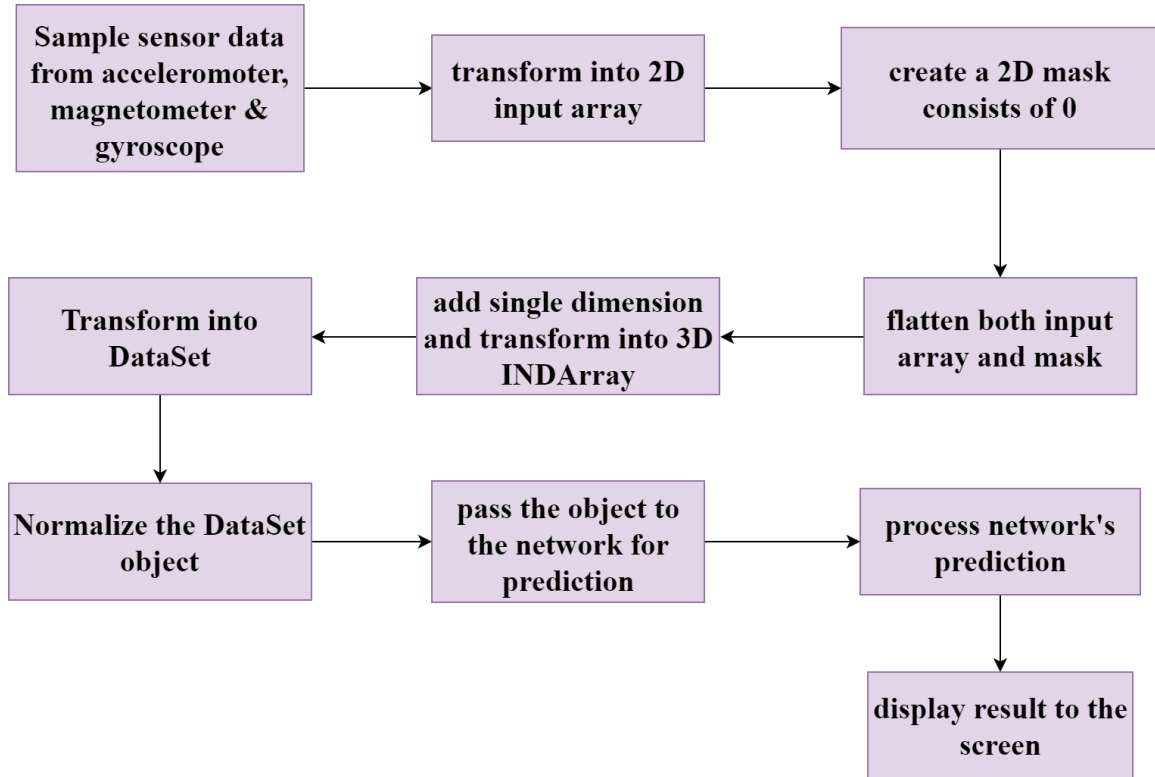 Sample sensor data
from acceleromoter,
magnetometer &
gyroscope
transform into 2D
input array
create a 2D mask
consists of 0
flatten both input
array and mask
add single dimension
and transform into 3D
INDArray
Transform into
DataSet
Normalize the DataSet
object
pass the object to
the network for
prediction
process network's
prediction
display result to the
screen